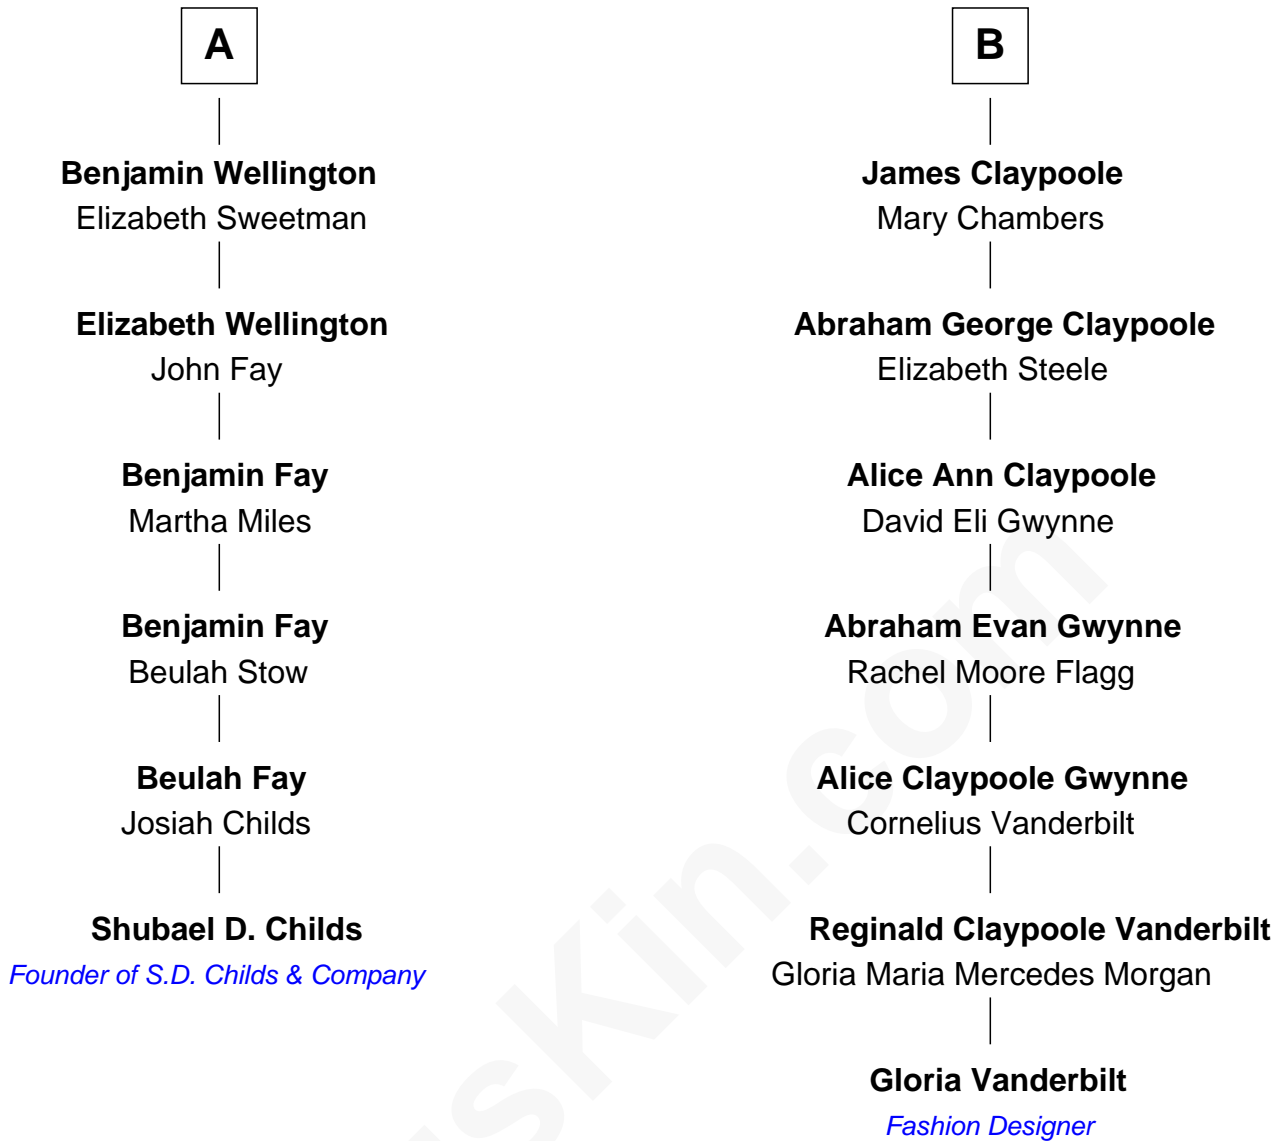 A
Benjamin Wellington
Elizabeth Sweetman
Elizabeth Wellington
John Fay
Benjamin Fay
Martha Miles
Benjamin Fay
Beulah Stow
Beulah Fay
Josiah Childs
Shubael D. Childs
Founder of S.D. Childs & Company
B
James Claypoole
Mary Chambers
Abraham George Claypoole
Elizabeth Steele
Alice Ann Claypoole
David Eli Gwynne
Abraham Evan Gwynne
Rachel Moore Flagg
Alice Claypoole Gwynne
Cornelius Vanderbilt
Reginald Claypoole Vanderbilt
Gloria Maria Mercedes Morgan
Gloria Vanderbilt
Fashion Designer